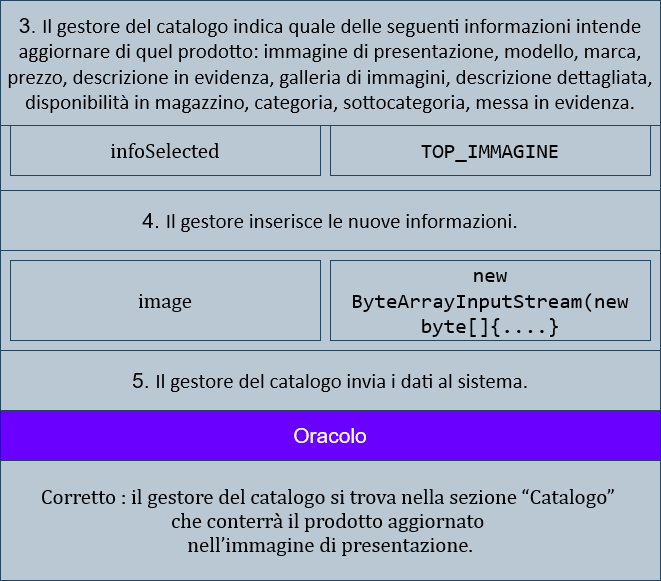 3. Il gestore del catalogo indica quale delle seguenti informazioni intende
aggiornare di quel prodotto: immagine di presentazione, modello, marca,
prezzo, descrizione in evidenza, galleria di immagini, descrizione dettagliata,
disponibilità in magazzino, categoria, sottocategoria, messa in evidenza.
infoSelected
TOP_IMMAGINE
4. Il gestore inserisce le nuove informazioni.
image
new
ByteArrayInputStream(new
byte[]{....}
5. Il gestore del catalogo invia i dati al sistema.
Oracolo
Corretto : il gestore del catalogo si trova nella sezione “Catalogo”
che conterrà il prodotto aggiornato
nell’immagine di presentazione.